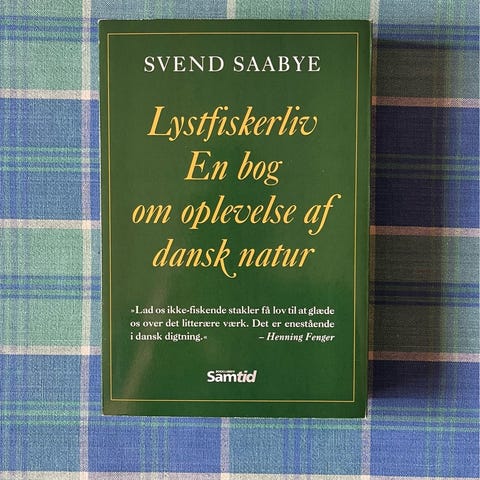 SVEND SAABYE
Lystfiskerliv
En bog
om oplevelse af
dansk natur
»Lad os ikke-fiskende stakler få lov til at glæde
os over det litterære værk. Det er enestående
i dansk digtning.« – Henning Fenger
Samtid